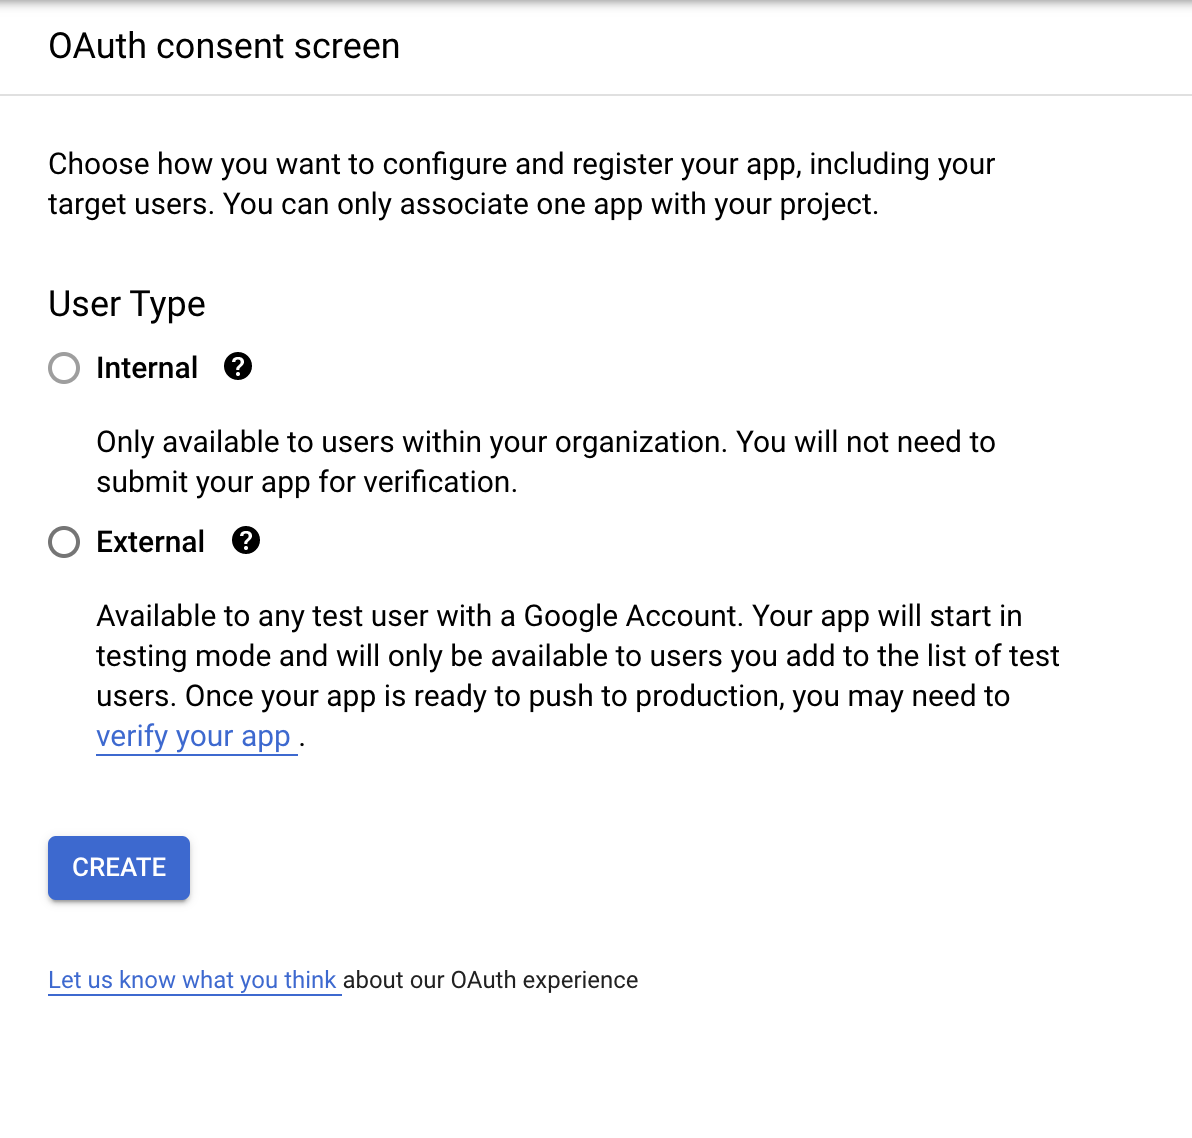 OAuth consent screen
Choose how you want to configure and register your app, including your
target users. You can only associate one app with your project.
User Type
Internal ?
Only available to users within your organization. You will not need to
submit your app for verification.
External ?
Available to any test user with a Google Account. Your app will start in
testing mode and will only be available to users you add to the list of test
users. Once your app is ready to push to production, you may need to
verify your app .
CREATE
Let us know what you think about our OAuth experience